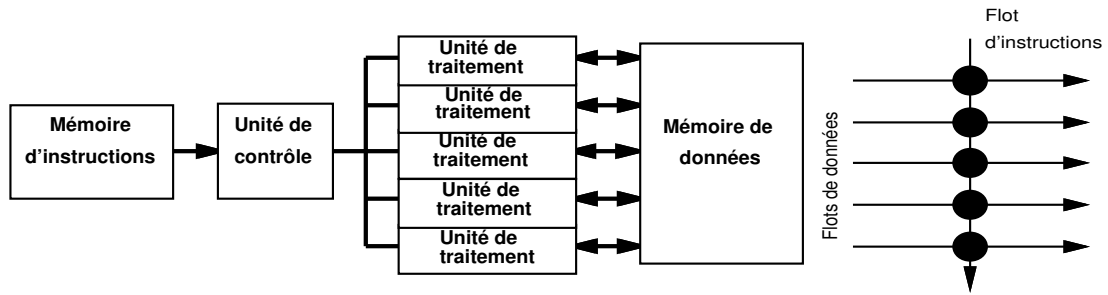 Mémoire
d'instructions
Unité de
contrôle
Unité de
traitement
Unité de
traitement
Unité de
traitement
Unité de
traitement
Unité de
traitement
Mémoire de
données
Flots de données
Flot
d'instructions